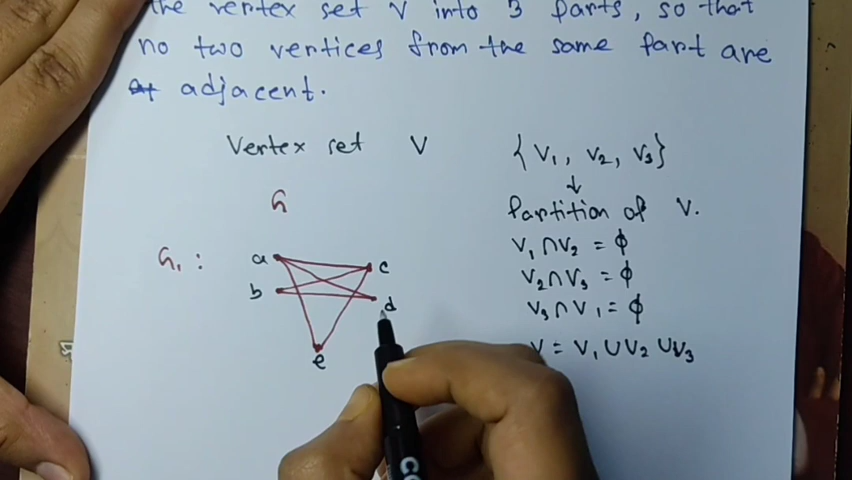 the vertex set V into 3 parts, so that
no two vertices from the same part are
adjacent.
Vertex set V
{V1, V2, V3}
↓
Partition of V.
G
V1 ∩ V2 = ϕ
V2 ∩ V3 = ϕ
V3 ∩ V1 = ϕ
V = V1 ∪ V2 ∪ V3
G1 :
a
c
b
d
e